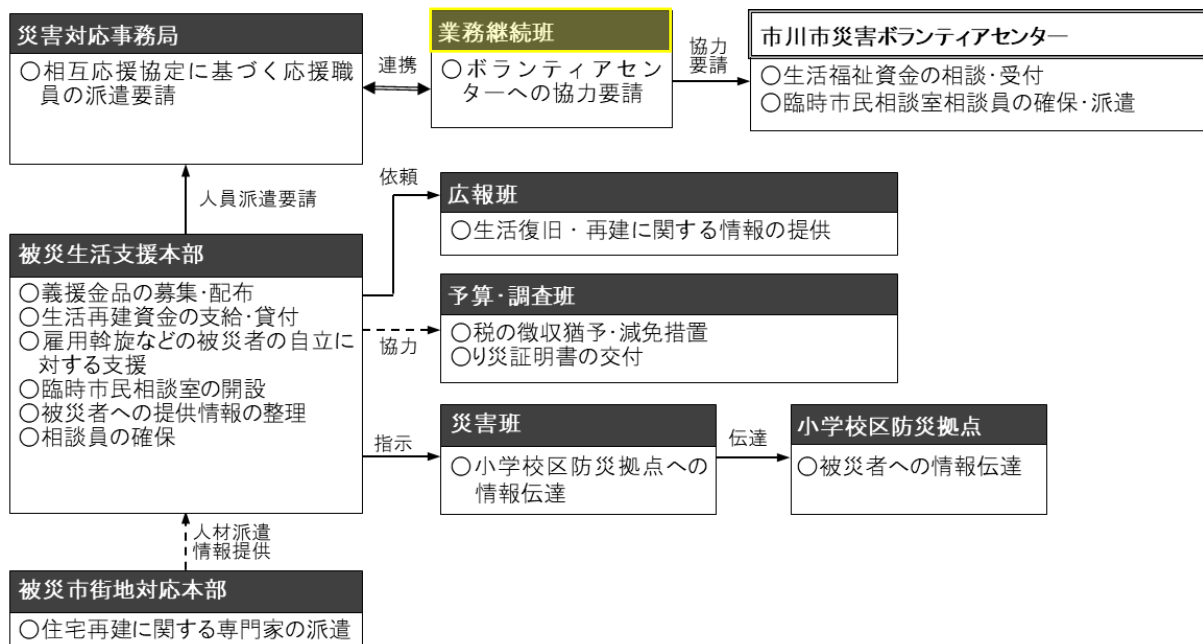 災害対応事務局
○相互応援協定に基づく応援職
員の派遣要請
連携
業務継続班
○ボランティアセン
ターへの協力要請
協力
要請
市川市災害ボランティアセンター
○生活福祉資金の相談・受付
○臨時市民相談室相談員の確保・派遣
人員派遣要請
依頼
広報班
○生活復旧・再建に関する情報の提供
被災生活支援本部
○義援金品の募集・配布
○生活再建資金の支給・貸付
○雇用斡旋などの被災者の自立に
対する支援
○臨時市民相談室の開設
○被災者への提供情報の整理
○相談員の確保
協力
予算・調査班
○税の徴収猶予・減免措置
○り災証明書の交付
指示
災害班
○小学校区防災拠点への
情報伝達
伝達
小学校区防災拠点
○被災者への情報伝達
人材派遣
情報提供
被災市街地対応本部
○住宅再建に関する専門家の派遣